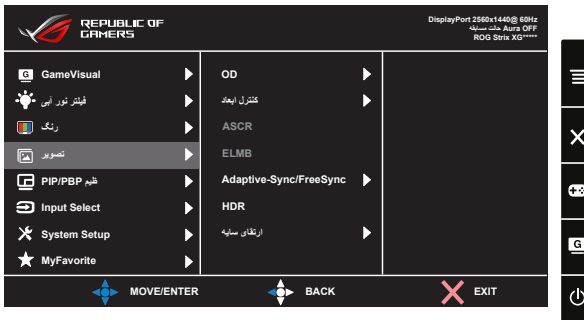 REPUBLIC OF
GAMERS
DisplayPort 2560x1440@ 60Hz
حالت مسابقه Aura OFF
ROG Strix XG*****
G GameVisual
فیلتر نور آبی
رنگ
تصویر
PIP/PBP ظیم
Input Select
System Setup
MyFavorite
OD
کنترل ابعاد
ASCR
ELMB
Adaptive-Sync/FreeSync
HDR
ارتقای سایه
MOVE/ENTER
BACK
EXIT
G